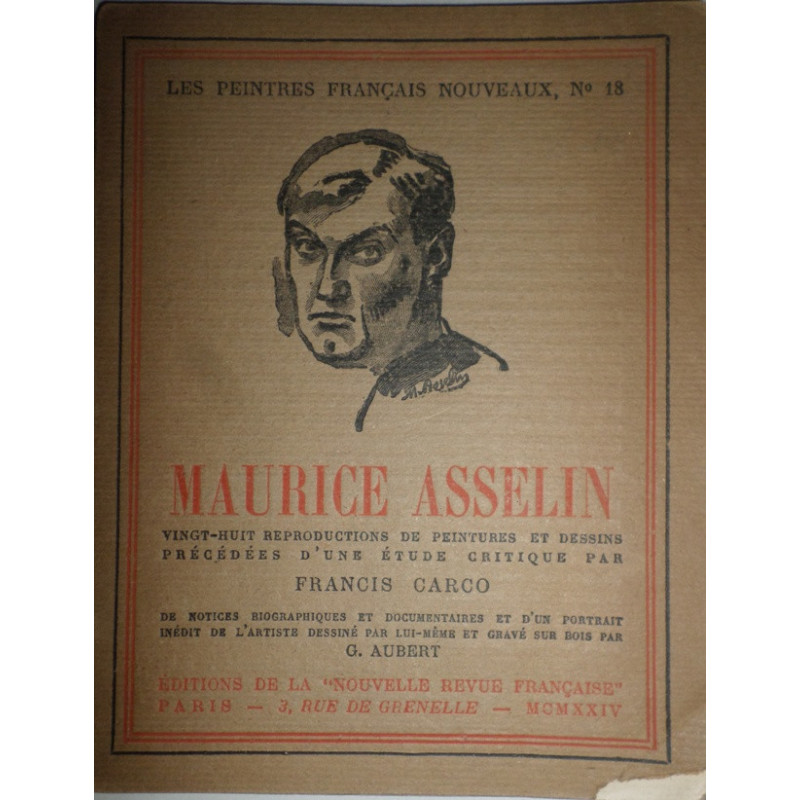 LES PEINTRES FRANÇAIS NOUVEAUX, Nº 18
M. Asselin
MAURICE ASSELIN
VINGT-HUIT REPRODUCTIONS DE PEINTURES ET DESSINS
PRÉCÉDÉES D'UNE ÉTUDE CRITIQUE PAR
FRANCIS CARCO
DE NOTICES BIOGRAPHIQUES ET DOCUMENTAIRES ET D'UN PORTRAIT
INÉDIT DE L'ARTISTE DESSINÉ PAR LUI-MÊME ET GRAVÉ SUR BOIS PAR
G. AUBERT
ÉDITIONS DE LA "NOUVELLE REVUE FRANÇAISE"
PARIS — 3, RUE DE GRENELLE — MCMXXIV